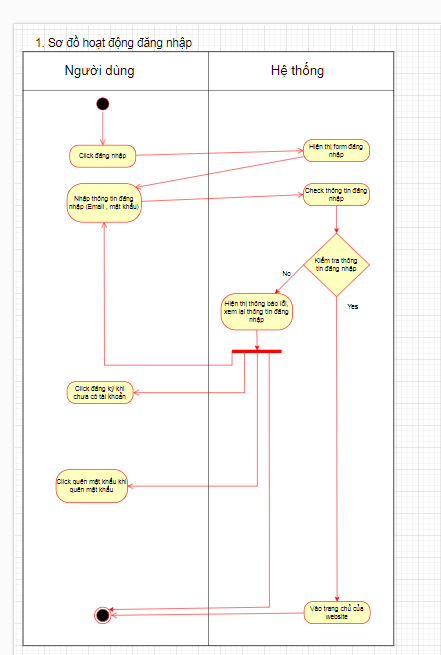 1. Sơ đồ hoạt động đăng nhập
Người dùng
Hệ thống
Click đăng nhập
Hiện thị form đăng
nhập
Nhập thông tin đăng
nhập (Email , mật khẩu)
Check thông tin đăng
nhập
Kiểm tra thông
tin đăng nhập
No
Yes
Hiện thị thông báo lỗi,
xem lại thông tin đăng
nhập
Click đăng ký khi
chưa có tài khoản
Click quên mật khẩu khi
quên mật khẩu
Vào trang chủ của
website